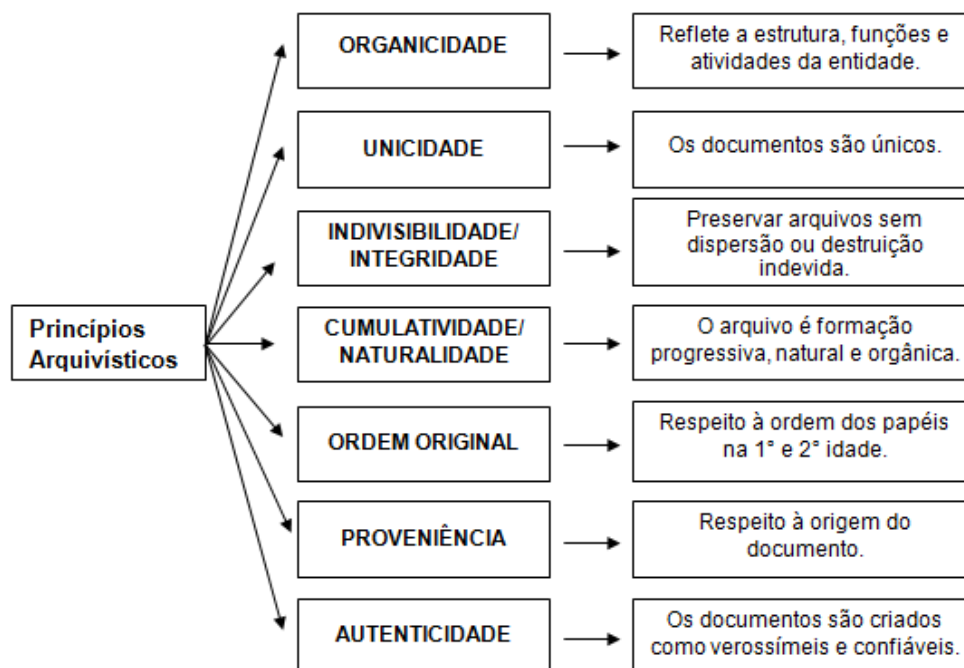 Princípios
Arquivísticos
ORGANICIDADE
Reflete a estrutura, funções e
atividades da entidade.
UNICIDADE
Os documentos são únicos.
INDIVISIBILIDADE/
INTEGRIDADE
Preservar arquivos sem
dispersão ou destruição
indevida.
CUMULATIVIDADE/
NATURALIDADE
O arquivo é formação
progressiva, natural e orgânica.
ORDEM ORIGINAL
Respeito à ordem dos papéis
na 1° e 2° idade.
PROVENIÊNCIA
Respeito à origem do
documento.
AUTENTICIDADE
Os documentos são criados
como verossímeis e confiáveis.